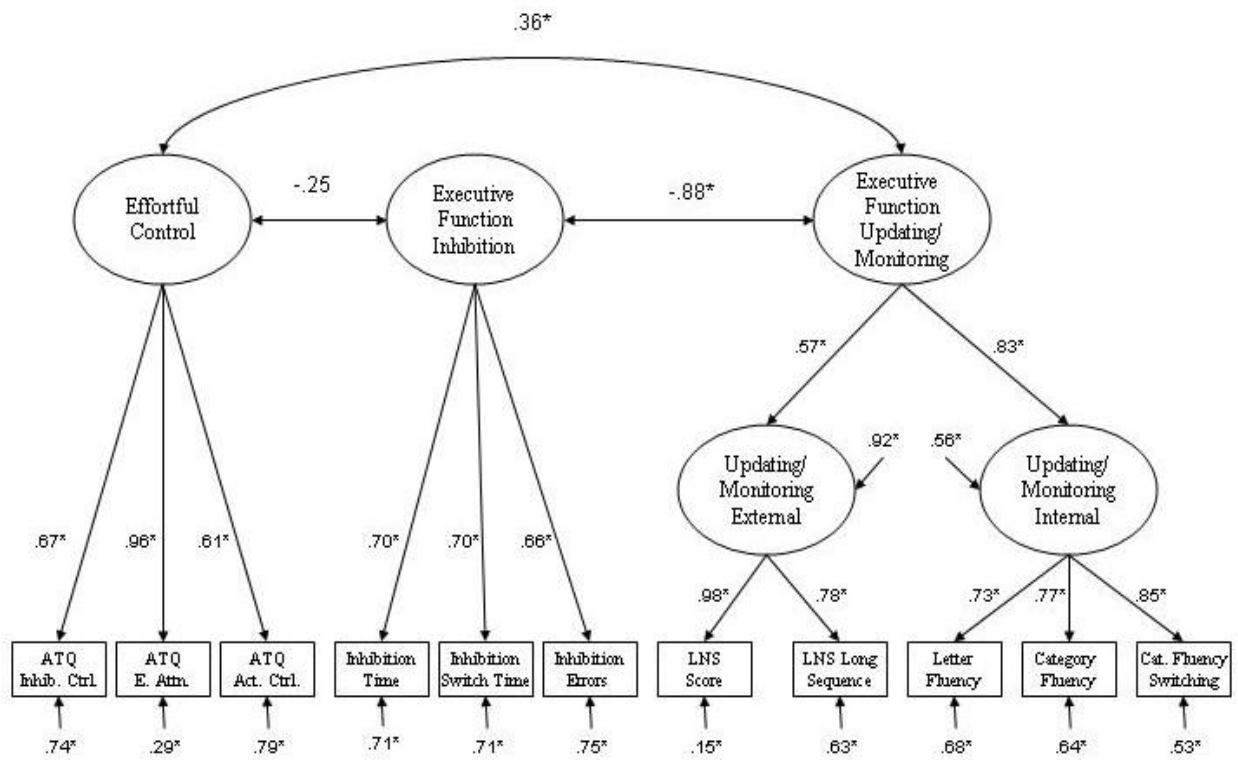 .36*
Effortful
Control
-.25
Executive
Function
Inhibition
-.88*
Executive
Function
Updating/
Monitoring
.57*
.83*
Updating/
Monitoring
External
.92*
.56*
Updating/
Monitoring
Internal
.67*
.96*
.61*
.70*
.70*
.66*
.98*
.78*
.73*
.77*
.85*
ATQ
Inhib. Ctrl.
ATQ
E. Attn.
ATQ
Act. Ctrl.
Inhibition
Time
Inhibition
Switch Time
Inhibition
Errors
LNS
Score
LNS Long
Sequence
Letter
Fluency
Category
Fluency
Cat. Fluency
Switching
.74*
.29*
.79*
.71*
.71*
.75*
.15*
.63*
.68*
.64*
.53*